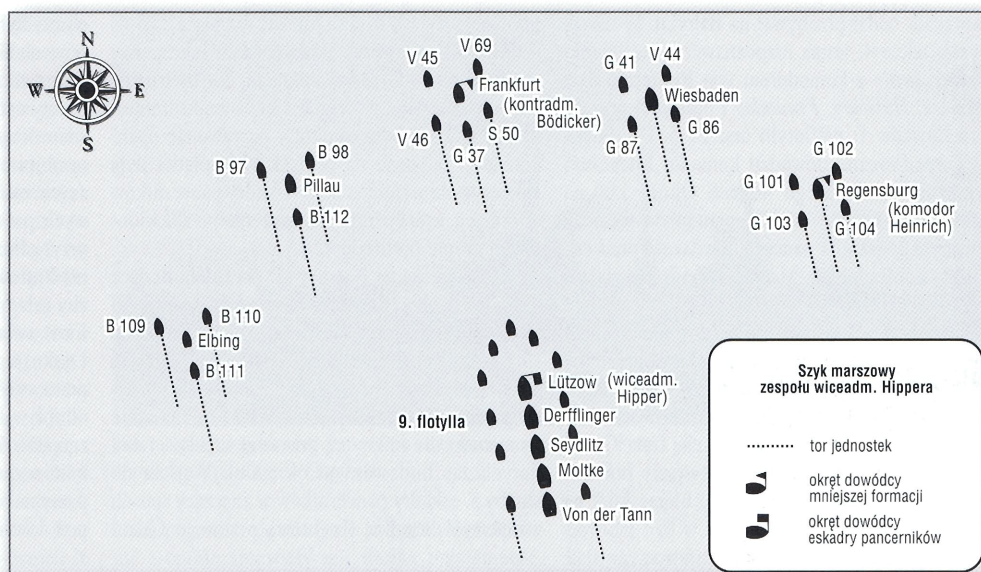 N
W
E
S
V 45
V 69
Frankfurt
(kontradm.
Bödicker)
V 46
G 37
S 50
G 41
V 44
Wiesbaden
G 87
G 86
B 97
B 98
Pillau
B 112
G 101
G 102
Regensburg
(komodor
Heinrich)
G 103
G 104
B 109
B 110
Elbing
B 111
9. flotylla
Lützow (wiceadm.
Hipper)
Derfflinger
Seydlitz
Moltke
Von der Tann
Szyk marszowy
zespołu wiceadm. Hippera
tor jednostek
okręt dowódcy
mniejszej formacji
okręt dowódcy
eskadry pancerników